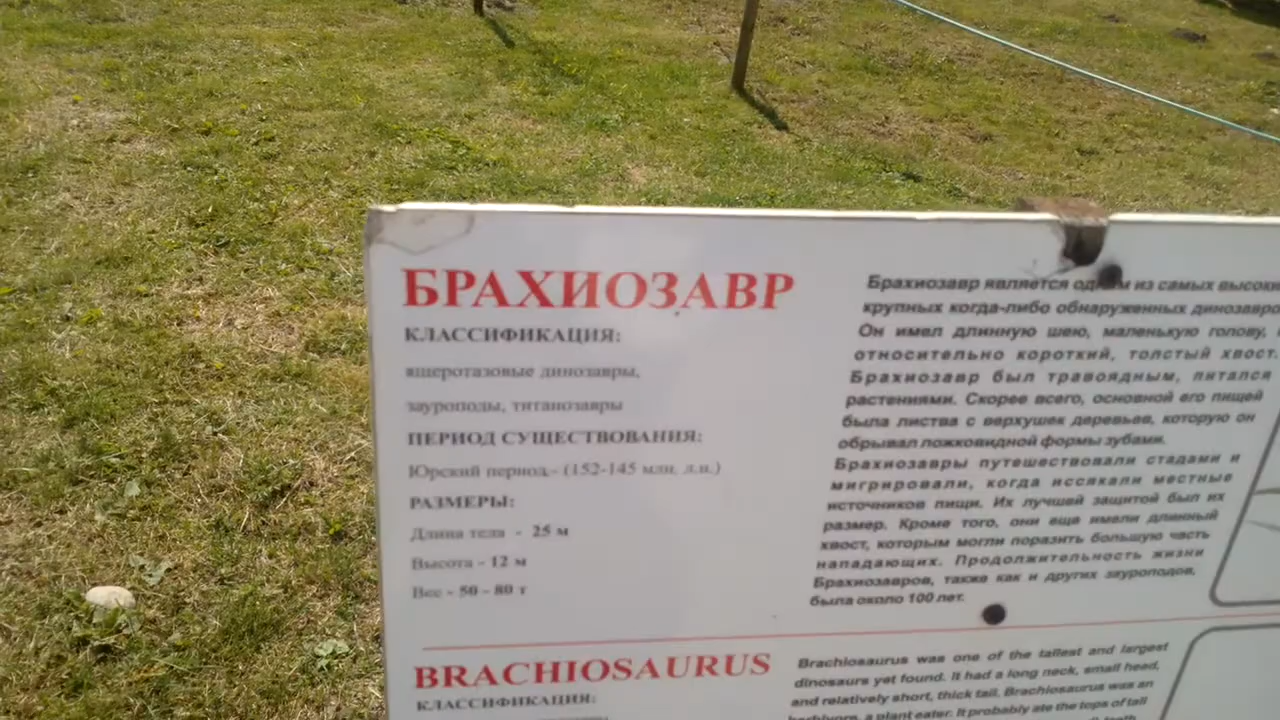 БРАХИОЗАВР
КЛАССИФИКАЦИЯ:
ящеротазовые динозавры,
зауроподы, титанозавры
ПЕРИОД СУЩЕСТВОВАНИЯ:
Юрский период - (152-145 млн. л.н.)
РАЗМЕРЫ:
Длина тела - 25 м
Высота - 12 м
Вес - 50 - 80 т
Брахиозавр является одним из самых
крупных когда-либо обнаруженных
Он имел длинную шею, маленькую голову,
относительно короткий, толстый хвост.
Брахиозавр был травоядным, питался
растениями. Скорее всего, основной его пищей
была листва с верхушек деревьев, которую он
обрывал ложковидной формы зубами.
Брахиозавры путешествовали стадами и
мигрировали, когда иссякали местные
источников пищи. Их лучшей защитой был их
размер. Кроме того, они еще имели длинный
хвост, которым могли поразить большую часть
нападающих. Продолжительность жизни
Брахиозавров, также как и других зауроподов,
была около 100 лет.
BRACHIOSAURUS
КЛАССИФИКАЦИЯ:
Brachiosaurus was one of the tallest and largest
dinosaurs yet found. It had a long neck, small head,
and relatively short, thick tail. Brachiosaurus was an
herbivore, a plant eater. It probably ate the tops of tall
teeth